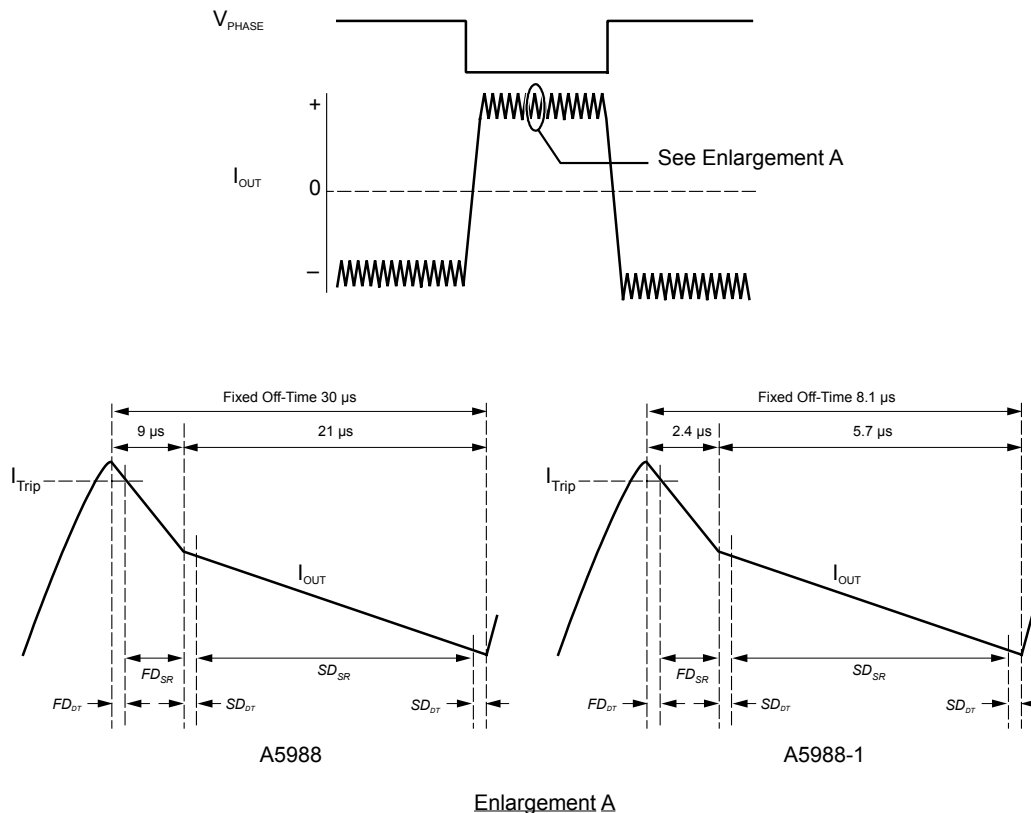 VPHASE
+
See Enlargement A
IOUT
0
–
Fixed Off-Time 30 µs
9 µs
21 µs
ITrip
IOUT
FDSR
SDSR
FDDT
SDDT
SDDT
A5988
Fixed Off-Time 8.1 µs
2.4 µs
5.7 µs
ITrip
IOUT
FDSR
SDSR
FDDT
SDDT
SDDT
A5988-1
Enlargement A